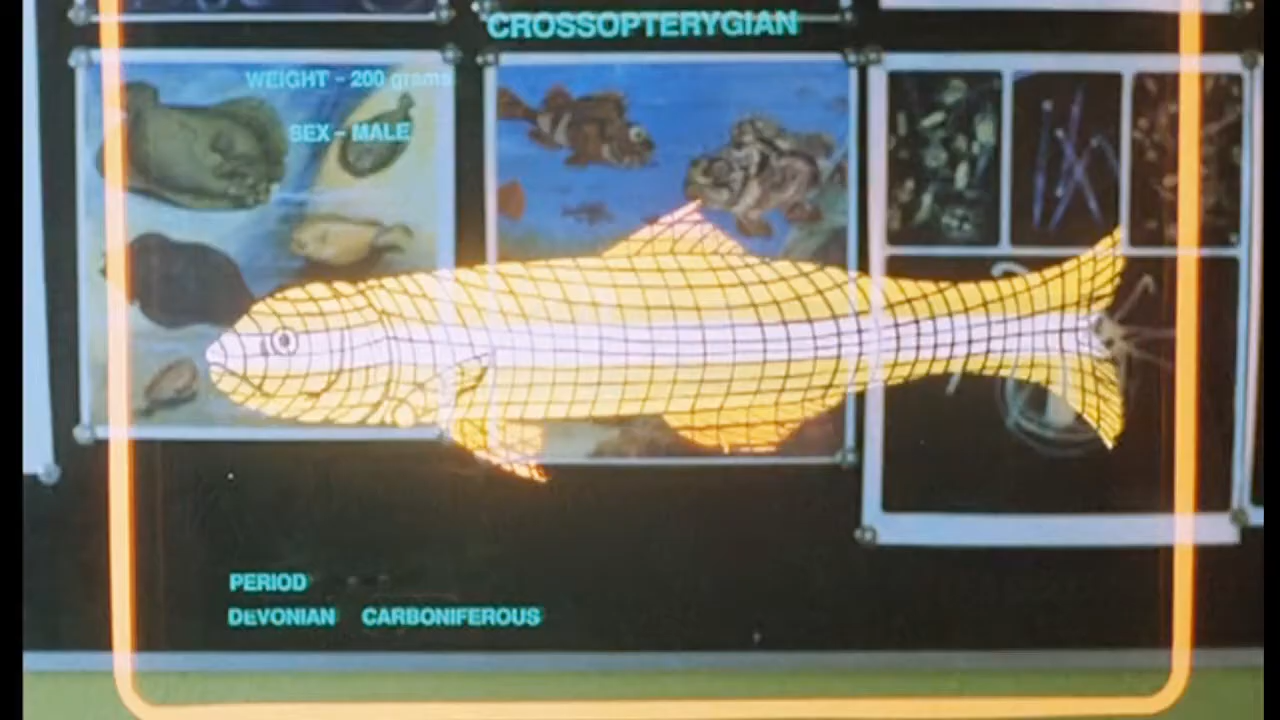 CROSSOPTERYGIAN
WEIGHT - 200 grams
SEX - MALE
PERIOD
DEVONIAN CARBONIFEROUS